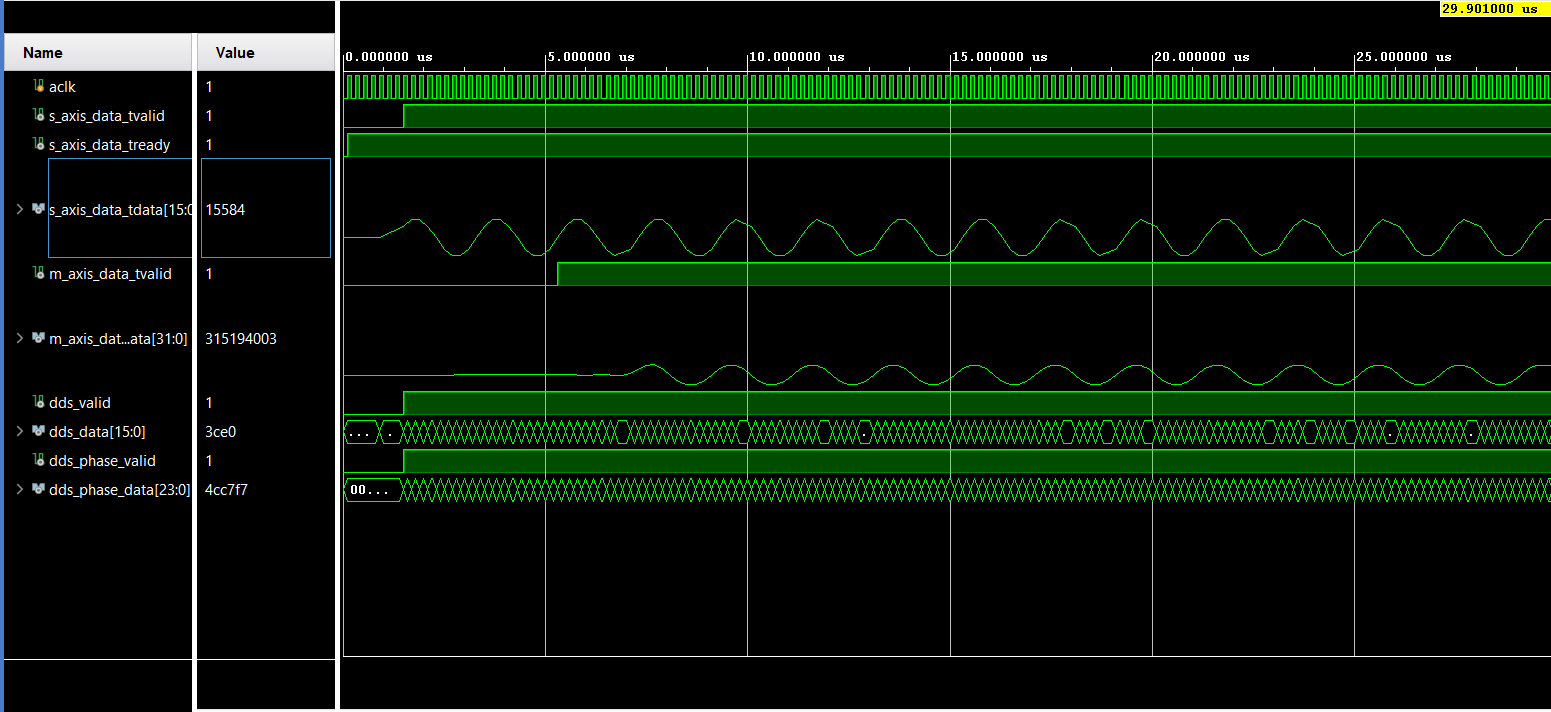 29.901000 us
Name Value
0.000000 us 5.000000 us 10.000000 us 15.000000 us 20.000000 us 25.000000 us
aclk 1
s_axis_data_tvalid 1
s_axis_data_tready 1
s_axis_data_tdata[15:0 15584
m_axis_data_tvalid 1
m_axis_dat...ata[31:0] 315194003
dds_valid 1
dds_data[15:0] 3ce0 ... . . . .
dds_phase_valid 1
dds_phase_data[23:0] 4cc7f7 00...